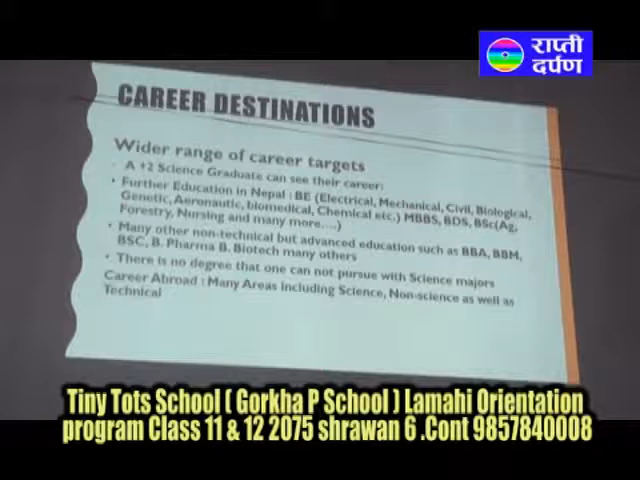 राप्ती
दर्पण
CAREER DESTINATIONS
Wider range of career targets
A +2 Science Graduate can see their career:
• Further Education in Nepal : BE (Electrical, Mechanical, Civil, Biological,
Genetic, Aeronautic, biomedical, Chemical etc.) MBBS, BDS, BSc(Ag,
Forestry, Nursing and many more....)
• Many other non-technical but advanced education such as BBA, BBM,
BSC, B. Pharma B. Biotech many others
• There is no degree that one can not pursue with Science majors
Career Abroad : Many Areas including Science, Non-science as well as
Technical
Tiny Tots School ( Gorkha P School ) Lamahi Orientation
program Class 11 & 12 2075 shrawan 6 .Cont 9857840008